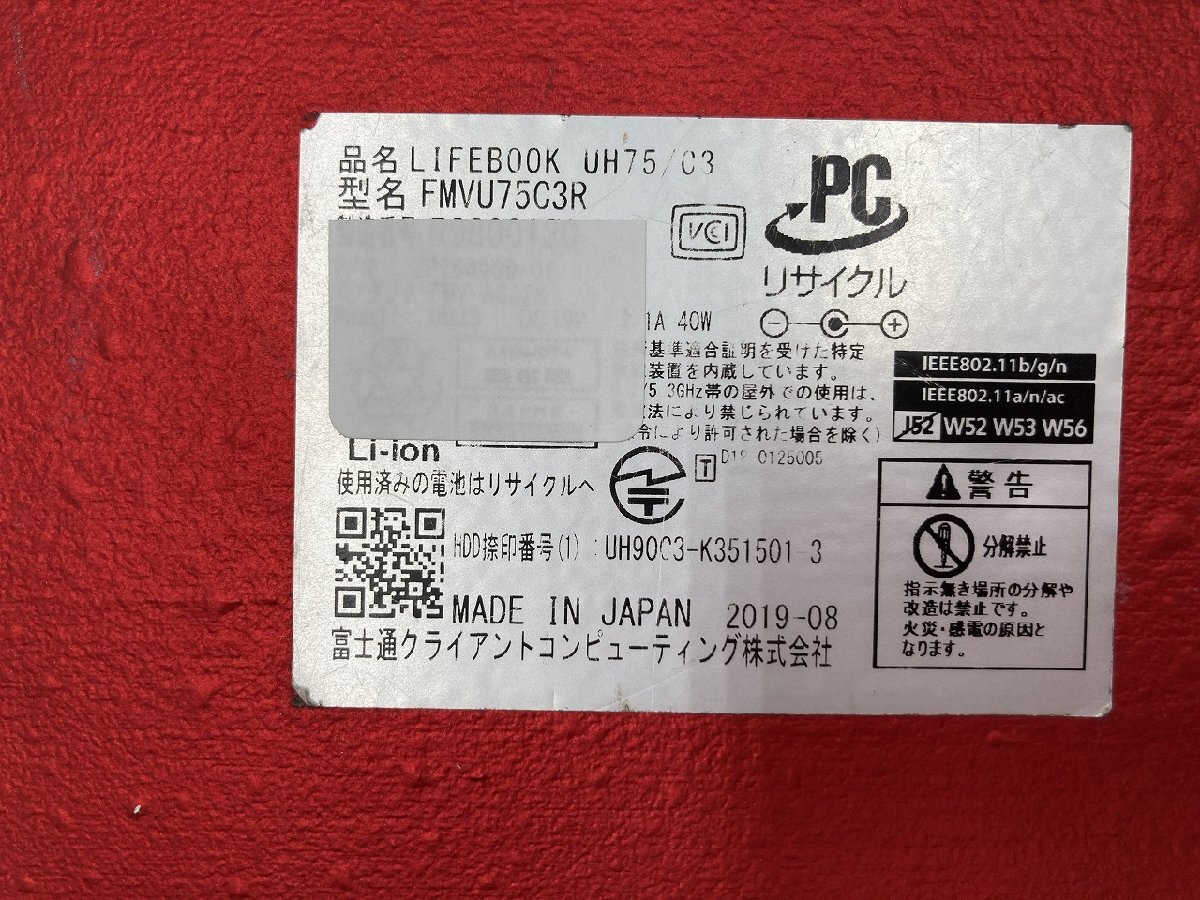 品名 LIFEBOOK UH75/C3
型名 FMVU75C3R
VCCI
PC
リサイクル
1A 40W
基準適合証明を受けた特定
装置を内蔵しています。
5.3GHz帯の屋外での使用は、
法により禁じられています。
令により許可された場合を除く)
IEEE802.11b/g/n
IEEE802.11a/n/ac
J52 W52 W53 W56
Li-ion
使用済みの電池はリサイクルへ
T
0125005
HDD捺印番号(1) :UH90C3-K351501-3
MADE IN JAPAN 2019-08
富士通クライアントコンピューティング株式会社
警告
分解禁止
指示無き場所の分解や
改造は禁止です。
火災・感電の原因と
なります。